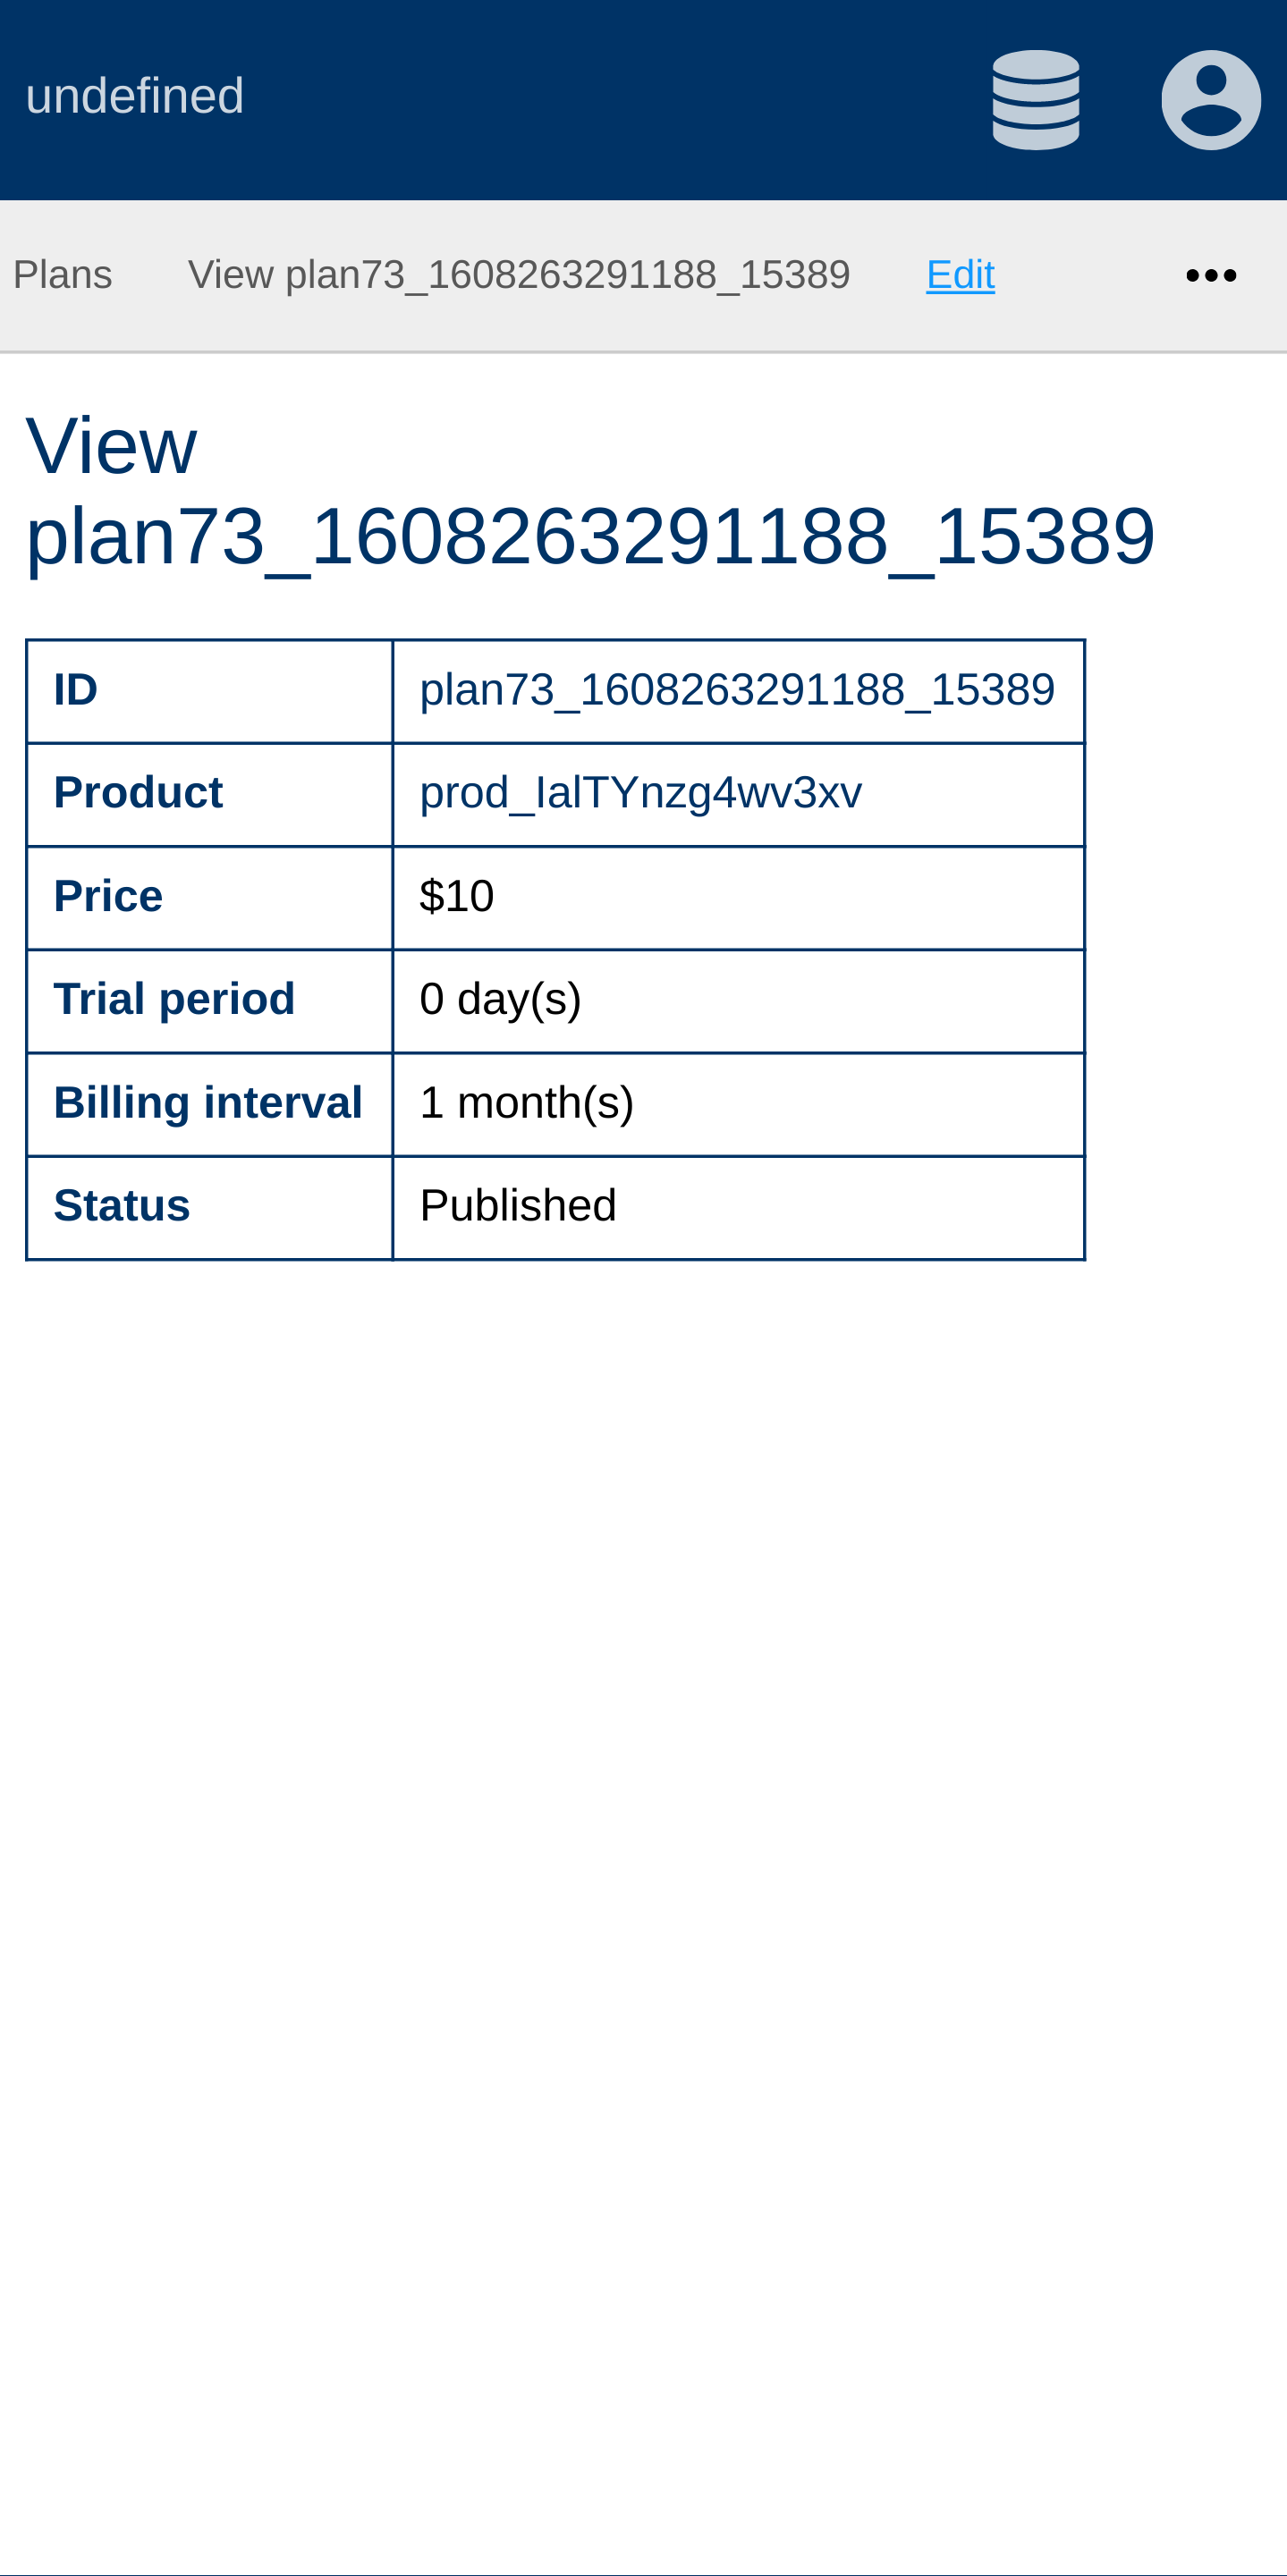 undefined
Plans View plan73_1608263291188_15389 Edit •••
View
plan73_1608263291188_15389
ID plan73_1608263291188_15389
Product prod_IalTYnzg4wv3xv
Price $10
Trial period 0 day(s)
Billing interval 1 month(s)
Status Published